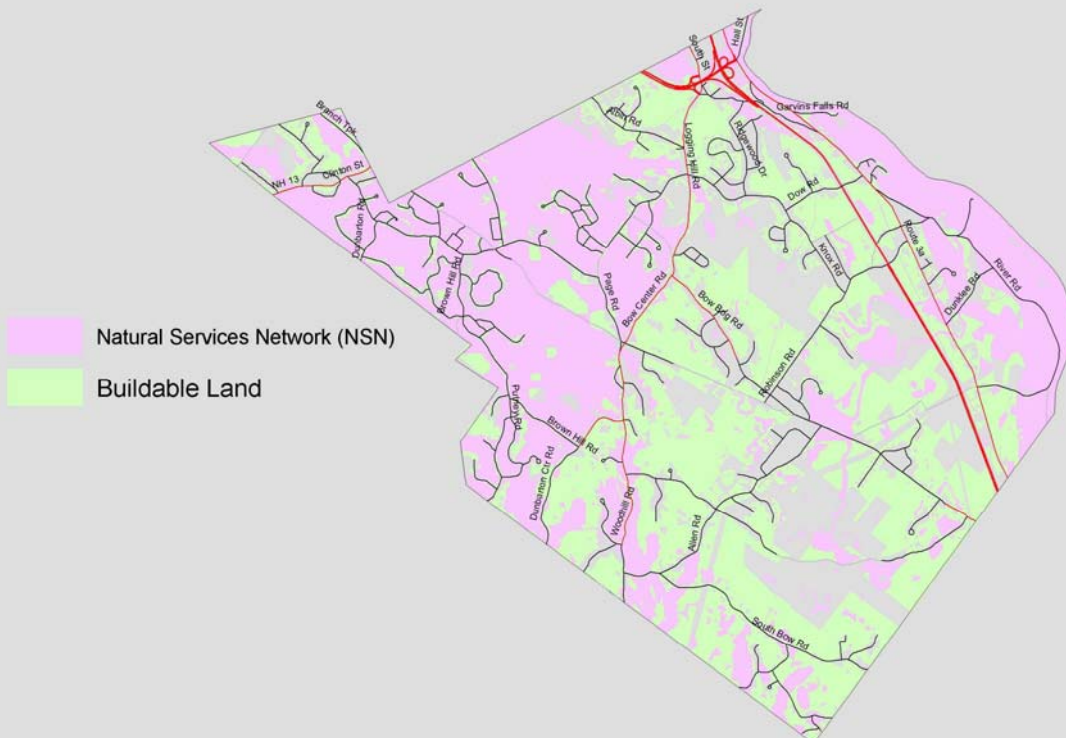 South St
Hall St
Garvins Falls Rd
Albin Rd
Logging Hill Rd
Ridgewood Dr
Branch Tpk
Clinton St
NH 13
Dow Rd
Dunbarton Rd
Knox Rd
Route 3a
River Rd
Brown Hill Rd
Page Rd
Bow Center Rd
Bow Bog Rd
Dunklee Rd
Natural Services Network (NSN)
Buildable Land
Robinson Rd
Putney Rd
Brown Hill Rd
Dunbarton Ctr Rd
Woodhill Rd
Allen Rd
South Bow Rd